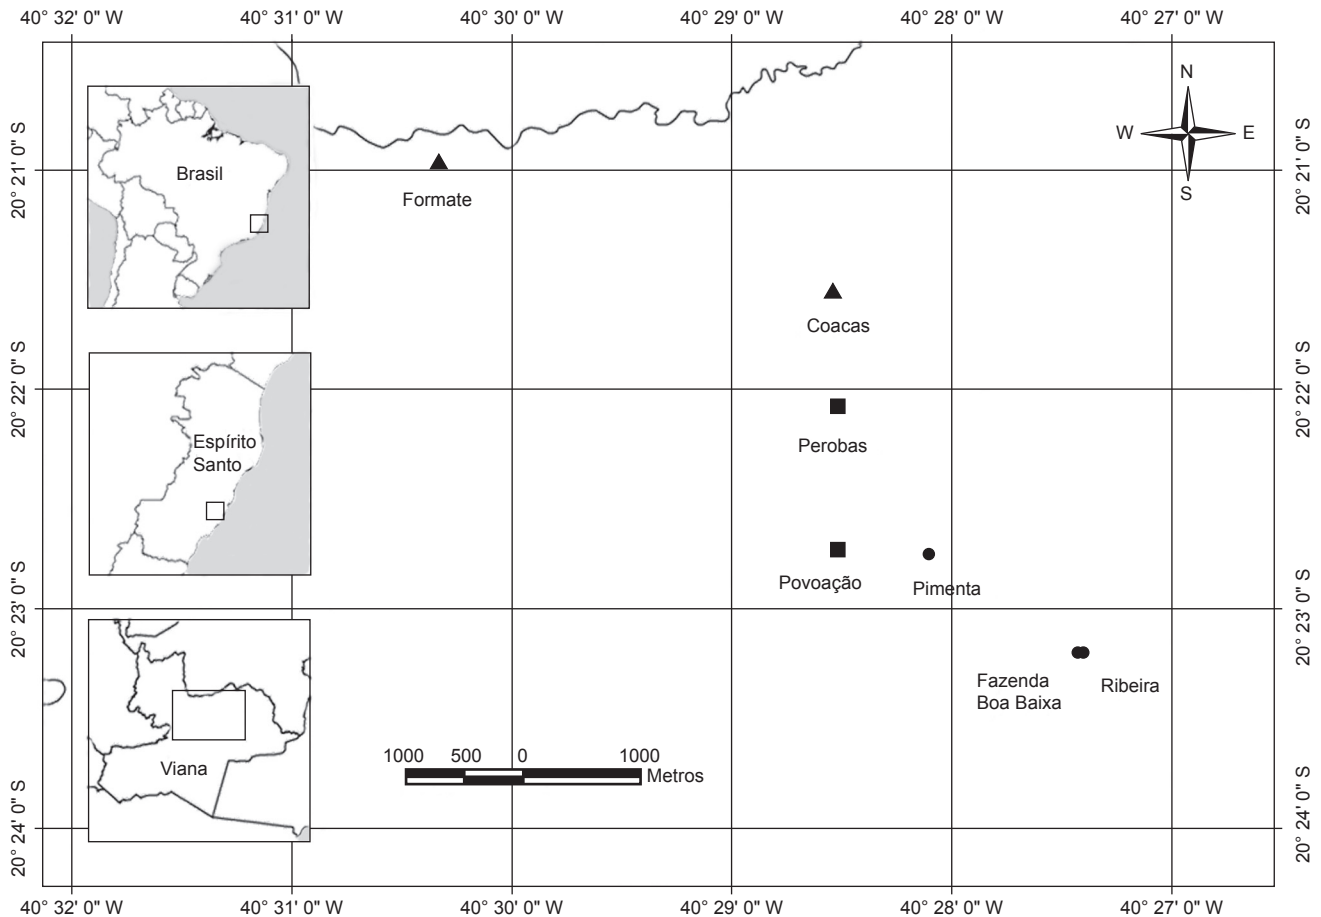 40° 32' 0" W 40° 31' 0" W 40° 30' 0" W 40° 29' 0" W 40° 28' 0" W 40° 27' 0" W
N
W E
S
20° 21' 0" S 20° 21' 0" S
Brasil
Formate
Coacas
20° 22' 0" S 20° 22' 0" S
Espírito
Santo
Perobas
Povoação
Pimenta
20° 23' 0" S 20° 23' 0" S
Fazenda
Boa Baixa
Ribeira
Viana
1000 500 0 1000
Metros
20° 24' 0" S 20° 24' 0" S
40° 32' 0" W 40° 31' 0" W 40° 30' 0" W 40° 29' 0" W 40° 28' 0" W 40° 27' 0" W